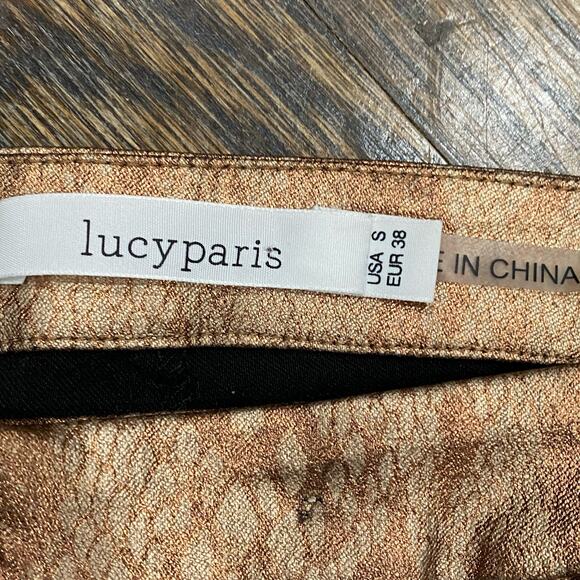 lucyparis
USA S
EUR 38
E IN CHINA